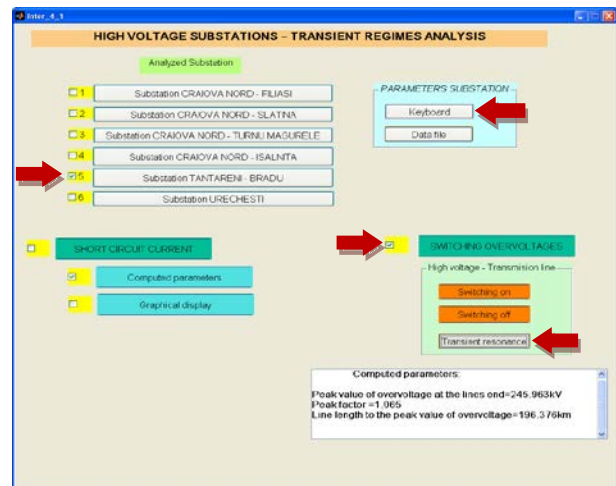 Inter_4_1
HIGH VOLTAGE SUBSTATIONS – TRANSIENT REGIMES ANALYSIS
Analyzed Substation
1 Substation CRAIOVA NORD - FILIASI
2 Substation CRAIOVA NORD - SLATINA
3 Substation CRAIOVA NORD - TURNU MAGURELE
4 Substation CRAIOVA NORD - ISALNITA
5 Substation TANTARENI - BRADU
6 Substation URECHESTI
PARAMETERS SUBSTATION
Keyboard
Data file
SHORT CIRCUIT CURRENT
Computed parameters
Graphical display
SWITCHING OVERVOLTAGES
High voltage - Transmision line
Switching on
Switching off
Transient resonance
Computed parameters:
Peak value of overvoltage at the lines end=245.963kV
Peak factor =1.065
Line length to the peak value of overvoltage=196.376km